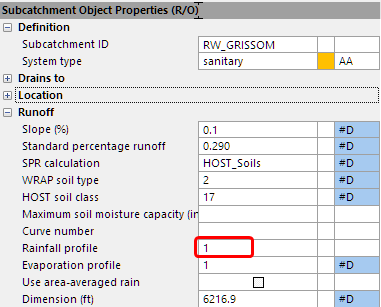 Subcatchment Object Properties (R/O)
Definition
Subcatchment ID RW_GRISSOM
System type sanitary AA
Drains to
Location
Runoff
Slope (%) 0.1 #D
Standard percentage runoff 0.290 #D
SPR calculation HOST_Soils #D
WRAP soil type 2 #D
HOST soil class 17 #D
Maximum soil moisture capacity (in
Curve number
Rainfall profile 1
Evaporation profile 1 #D
Use area-averaged rain
Dimension (ft) 6216.9 #D